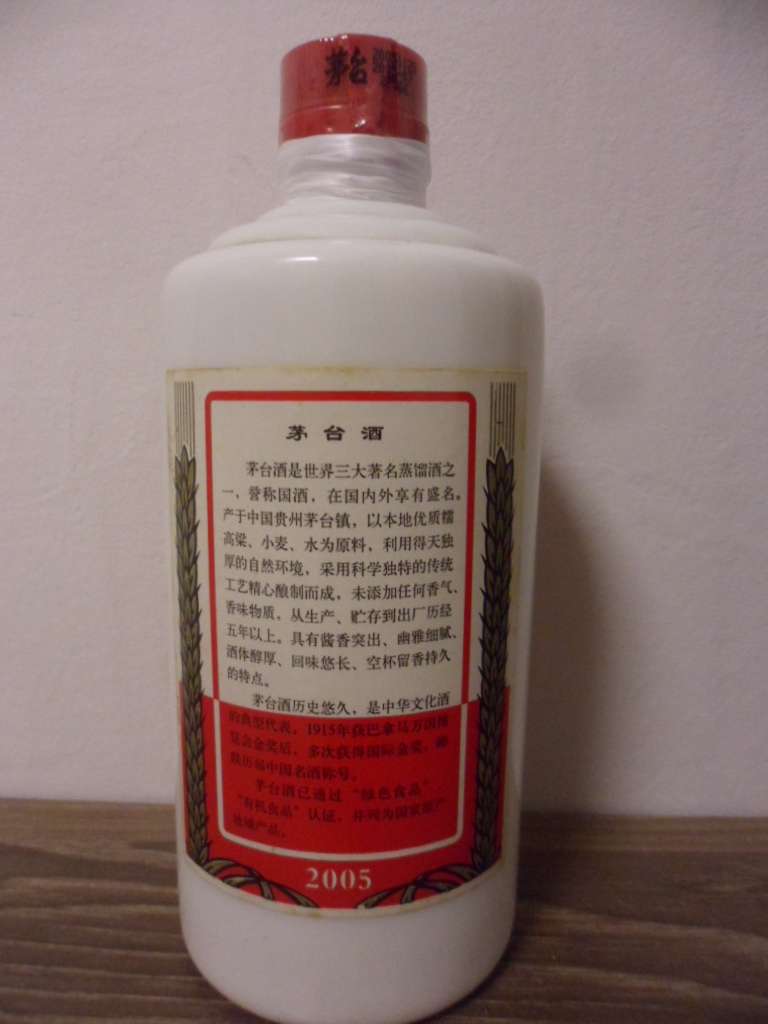 茅台
茅台酒
茅台酒是世界三大著名蒸馏酒之
一，誉称国酒，在国内外享有盛名。
产于中国贵州茅台镇，以本地优质糯
高粱、小麦、水为原料，利用得天独
厚的自然环境，采用科学独特的传统
工艺精心酿制而成，未添加任何香气、
香味物质。从生产、贮存到出厂历经
五年以上。具有酱香突出、幽雅细腻、
酒体醇厚、回味悠长、空杯留香持久
的特点。
茅台酒历史悠久，是中华文化酒
的典型代表，1915年获巴拿马万国博
览会金奖后，多次获得国际金奖，蝉
联历届中国名酒称号。
茅台酒已通过“绿色食品”
“有机食品”认证，并列为国家原产
地域产品。
2005